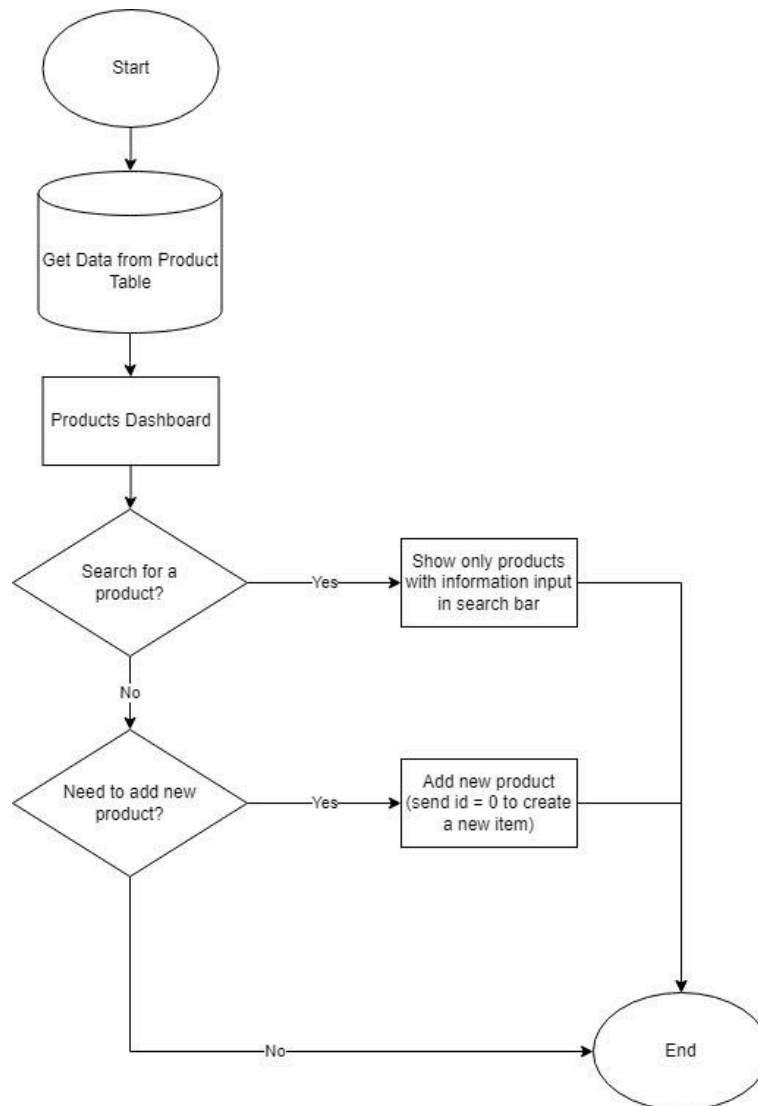 Start
Get Data from Product
Table
Products Dashboard
Search for a
product?
Yes
Show only products
with information input
in search bar
No
Need to add new
product?
Yes
Add new product
(send id = 0 to create
a new item)
No
End